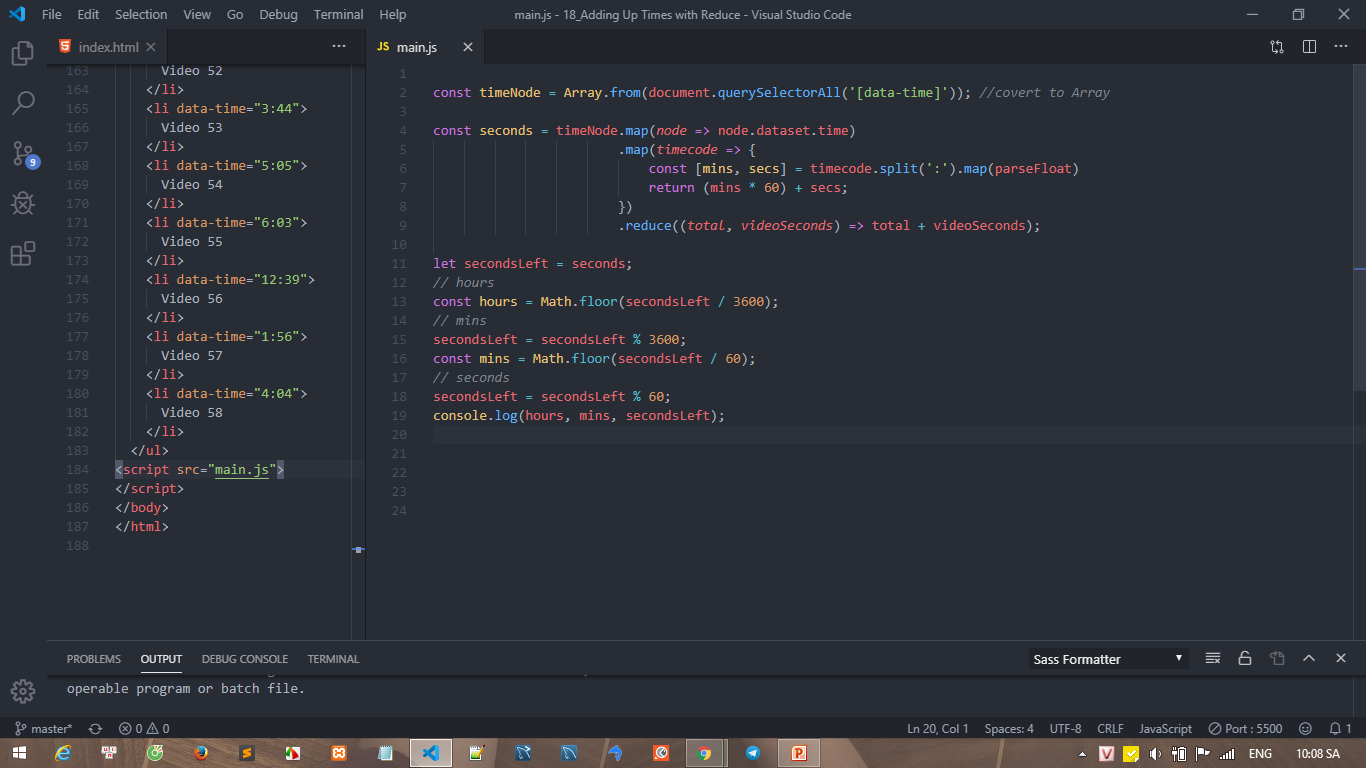 File Edit Selection View Go Debug Terminal Help main.js - 18_Adding Up Times with Reduce - Visual Studio Code
index.html
163 Video 52
164 </li>
165 <li data-time="3:44">
166 Video 53
167 </li>
168 <li data-time="5:05">
169 Video 54
170 </li>
171 <li data-time="6:03">
172 Video 55
173 </li>
174 <li data-time="12:39">
175 Video 56
176 </li>
177 <li data-time="1:56">
178 Video 57
179 </li>
180 <li data-time="4:04">
181 Video 58
182 </li>
183 </ul>
184 <script src="main.js">
185 </script>
186 </body>
187 </html>
188
JS main.js
1
2 const timeNode = Array.from(document.querySelectorAll('[data-time]')); //covert to Array
3
4 const seconds = timeNode.map(node => node.dataset.time)
5 .map(timecode => {
6 const [mins, secs] = timecode.split(':').map(parseFloat)
7 return (mins * 60) + secs;
8 })
9 .reduce((total, videoSeconds) => total + videoSeconds);
10
11 let secondsLeft = seconds;
12 // hours
13 const hours = Math.floor(secondsLeft / 3600);
14 // mins
15 secondsLeft = secondsLeft % 3600;
16 const mins = Math.floor(secondsLeft / 60);
17 // seconds
18 secondsLeft = secondsLeft % 60;
19 console.log(hours, mins, secondsLeft);
20
21
22
23
24
9
PROBLEMS OUTPUT DEBUG CONSOLE TERMINAL Sass Formatter
operable program or batch file.
master* 0 0 Ln 20, Col 1 Spaces: 4 UTF-8 CRLF JavaScript Port : 5500 1
ENG 10:08 SA